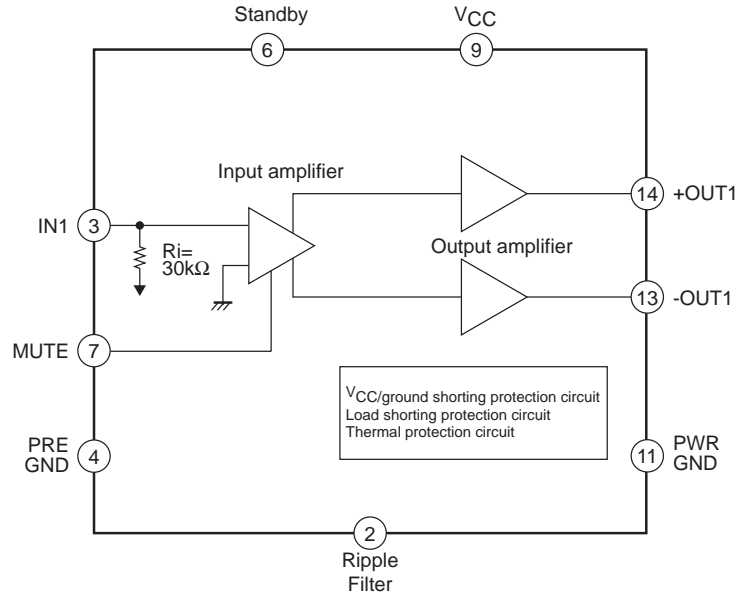 Standby
VCC
6
9
Input amplifier
14
+OUT1
IN1
3
Ri=
30kΩ
Output amplifier
13
-OUT1
MUTE
7
VCC/ground shorting protection circuit
Load shorting protection circuit
Thermal protection circuit
PRE
GND
4
11
PWR
GND
2
Ripple
Filter